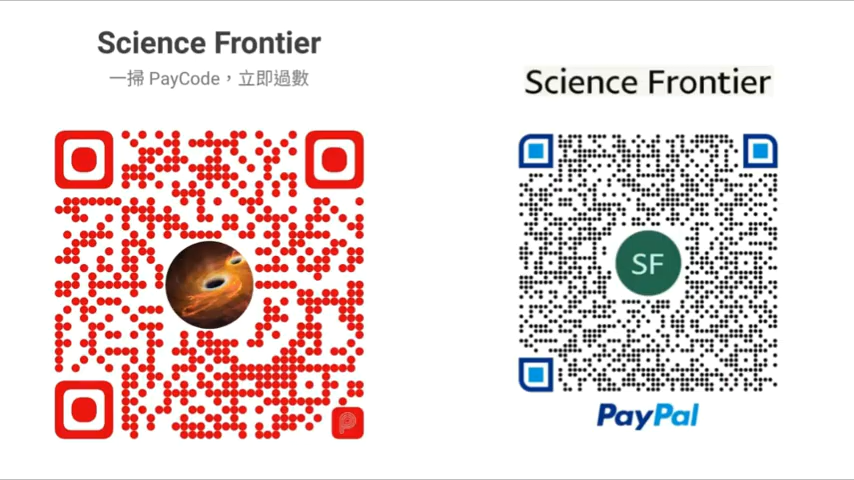 Science Frontier
一掃 PayCode，立即過數
Science Frontier
SF
PayPal